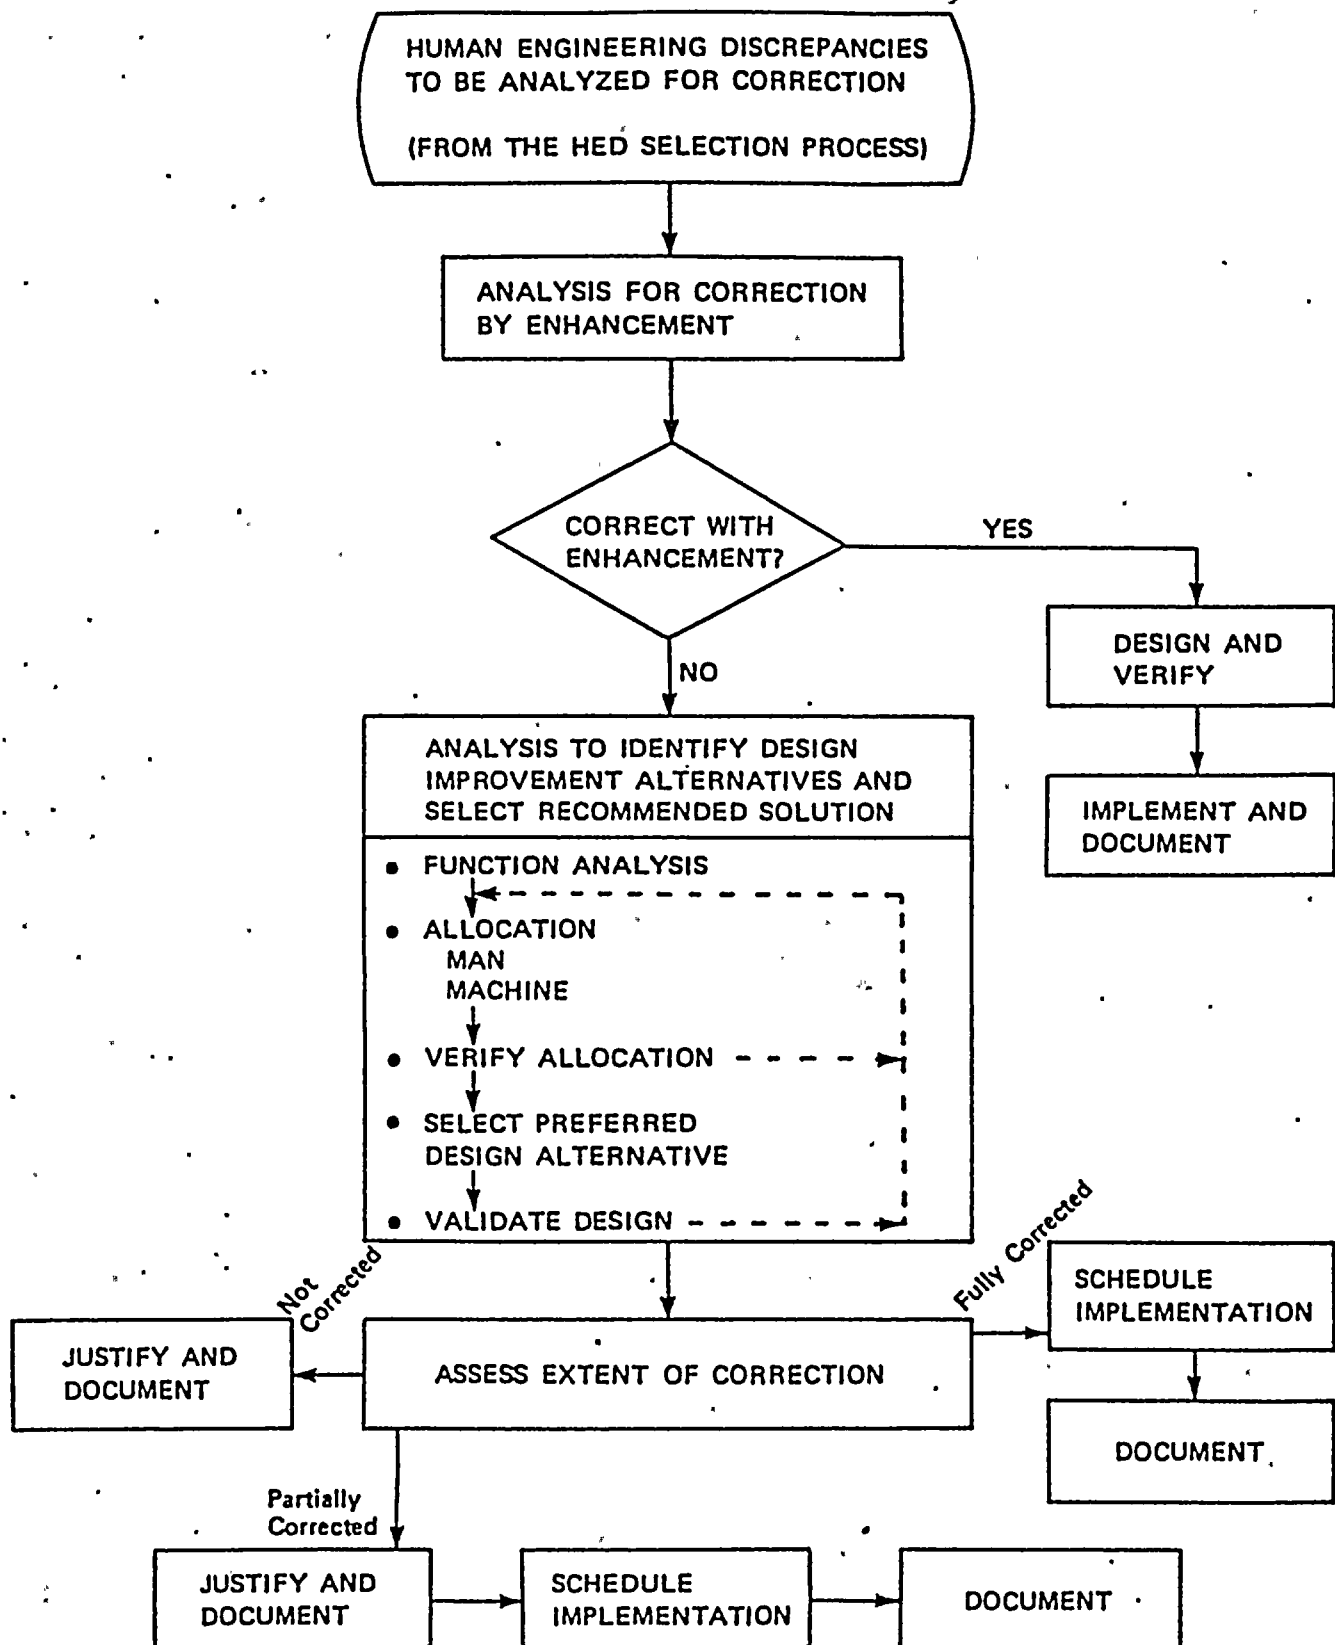 HUMAN ENGINEERING DISCREPANCIES
TO BE ANALYZED FOR CORRECTION
(FROM THE HED SELECTION PROCESS)
ANALYSIS FOR CORRECTION
BY ENHANCEMENT
CORRECT WITH
ENHANCEMENT?
YES
DESIGN AND
VERIFY
NO
IMPLEMENT AND
DOCUMENT
ANALYSIS TO IDENTIFY DESIGN
IMPROVEMENT ALTERNATIVES AND
SELECT RECOMMENDED SOLUTION
• FUNCTION ANALYSIS
• ALLOCATION
MAN
MACHINE
• VERIFY ALLOCATION
• SELECT PREFERRED
DESIGN ALTERNATIVE
• VALIDATE DESIGN
Not
Corrected
Fully Corrected
SCHEDULE
IMPLEMENTATION
JUSTIFY AND
DOCUMENT
ASSESS EXTENT OF CORRECTION
DOCUMENT
Partially
Corrected
JUSTIFY AND
DOCUMENT
SCHEDULE
IMPLEMENTATION
DOCUMENT